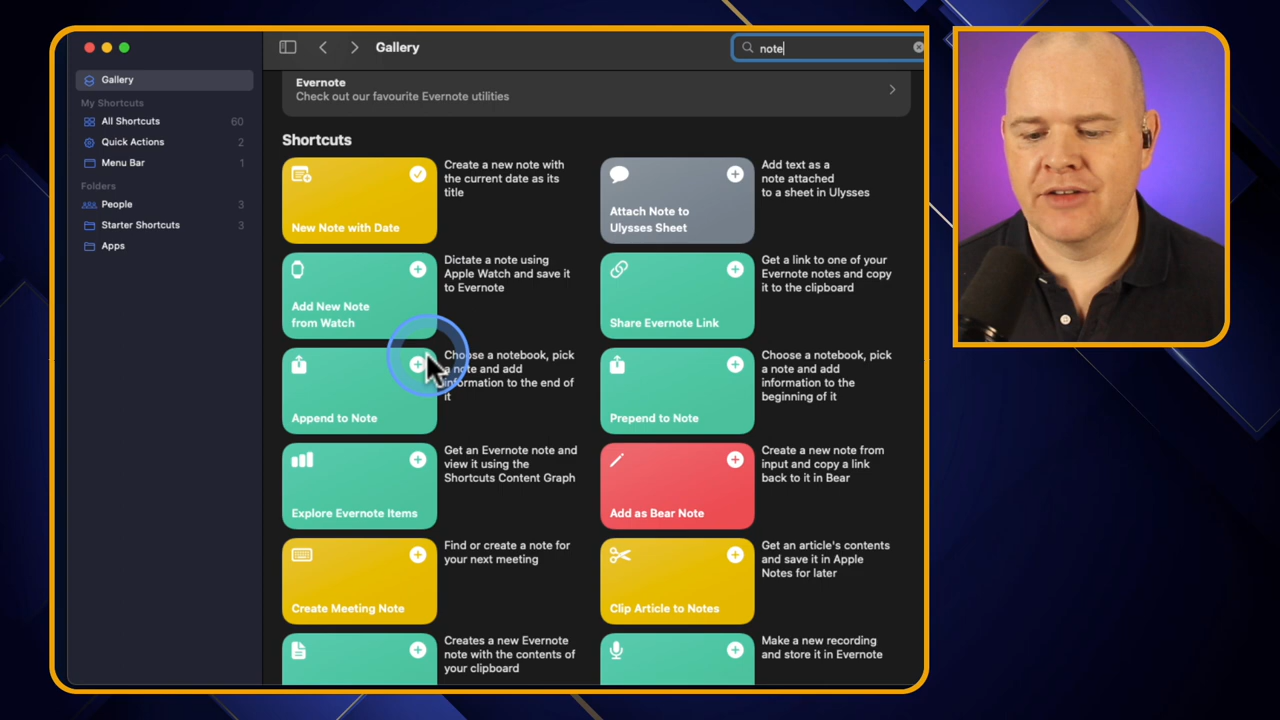 Gallery
note
Gallery
My Shortcuts
All Shortcuts 60
Quick Actions 2
Menu Bar 1
Folders
People 3
Starter Shortcuts 3
Apps
Evernote
Check out our favourite Evernote utilities
Shortcuts
New Note with Date
Create a new note with
the current date as its
title
Attach Note to
Ulysses Sheet
Add text as a
note attached
to a sheet in Ulysses
Add New Note
from Watch
Dictate a note using
Apple Watch and save it
to Evernote
Share Evernote Link
Get a link to one of your
Evernote notes and copy
it to the clipboard
Append to Note
Choose a notebook, pick
a note and add
information to the end of
it
Prepend to Note
Choose a notebook, pick
a note and add
information to the
beginning of it
Explore Evernote Items
Get an Evernote note and
view it using the
Shortcuts Content Graph
Add as Bear Note
Create a new note from
input and copy a link
back to it in Bear
Create Meeting Note
Find or create a note for
your next meeting
Clip Article to Notes
Get an article's contents
and save it in Apple
Notes for later
Creates a new Evernote
note with the contents of
your clipboard
Make a new recording
and store it in Evernote